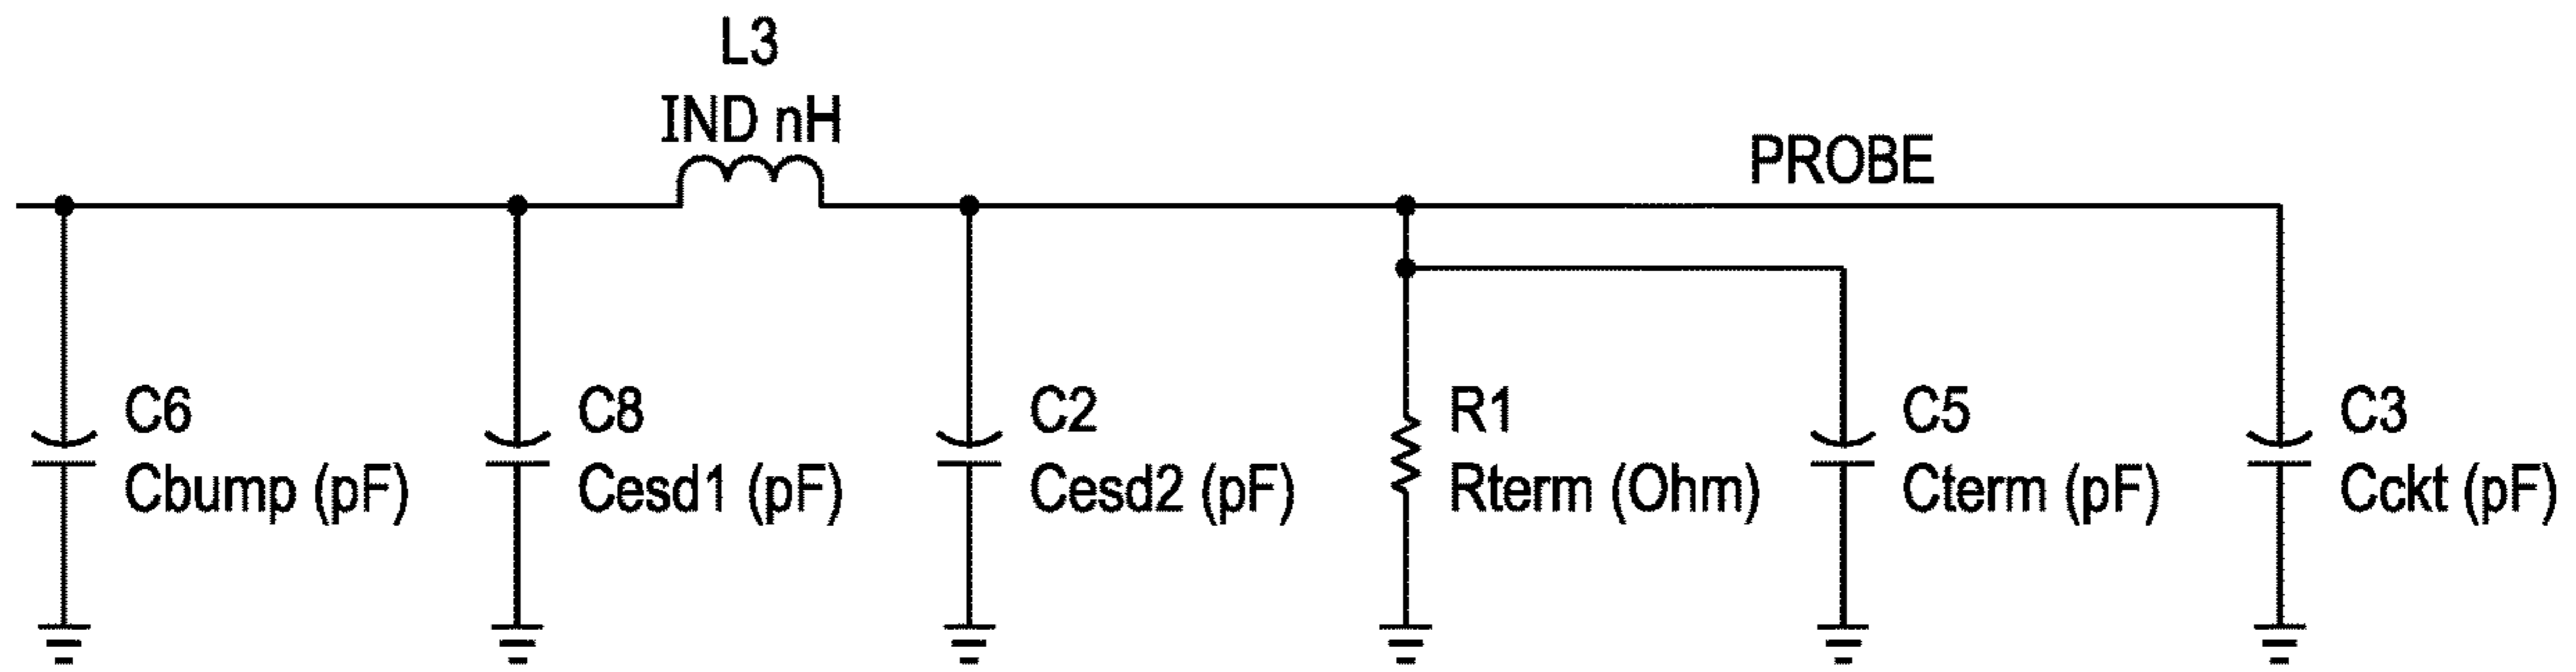 L3
IND nH
PROBE
C6
Cbump (pF)
C8
Cesd1 (pF)
C2
Cesd2 (pF)
R1
Rterm (Ohm)
C5
Cterm (pF)
C3
Cckt (pF)